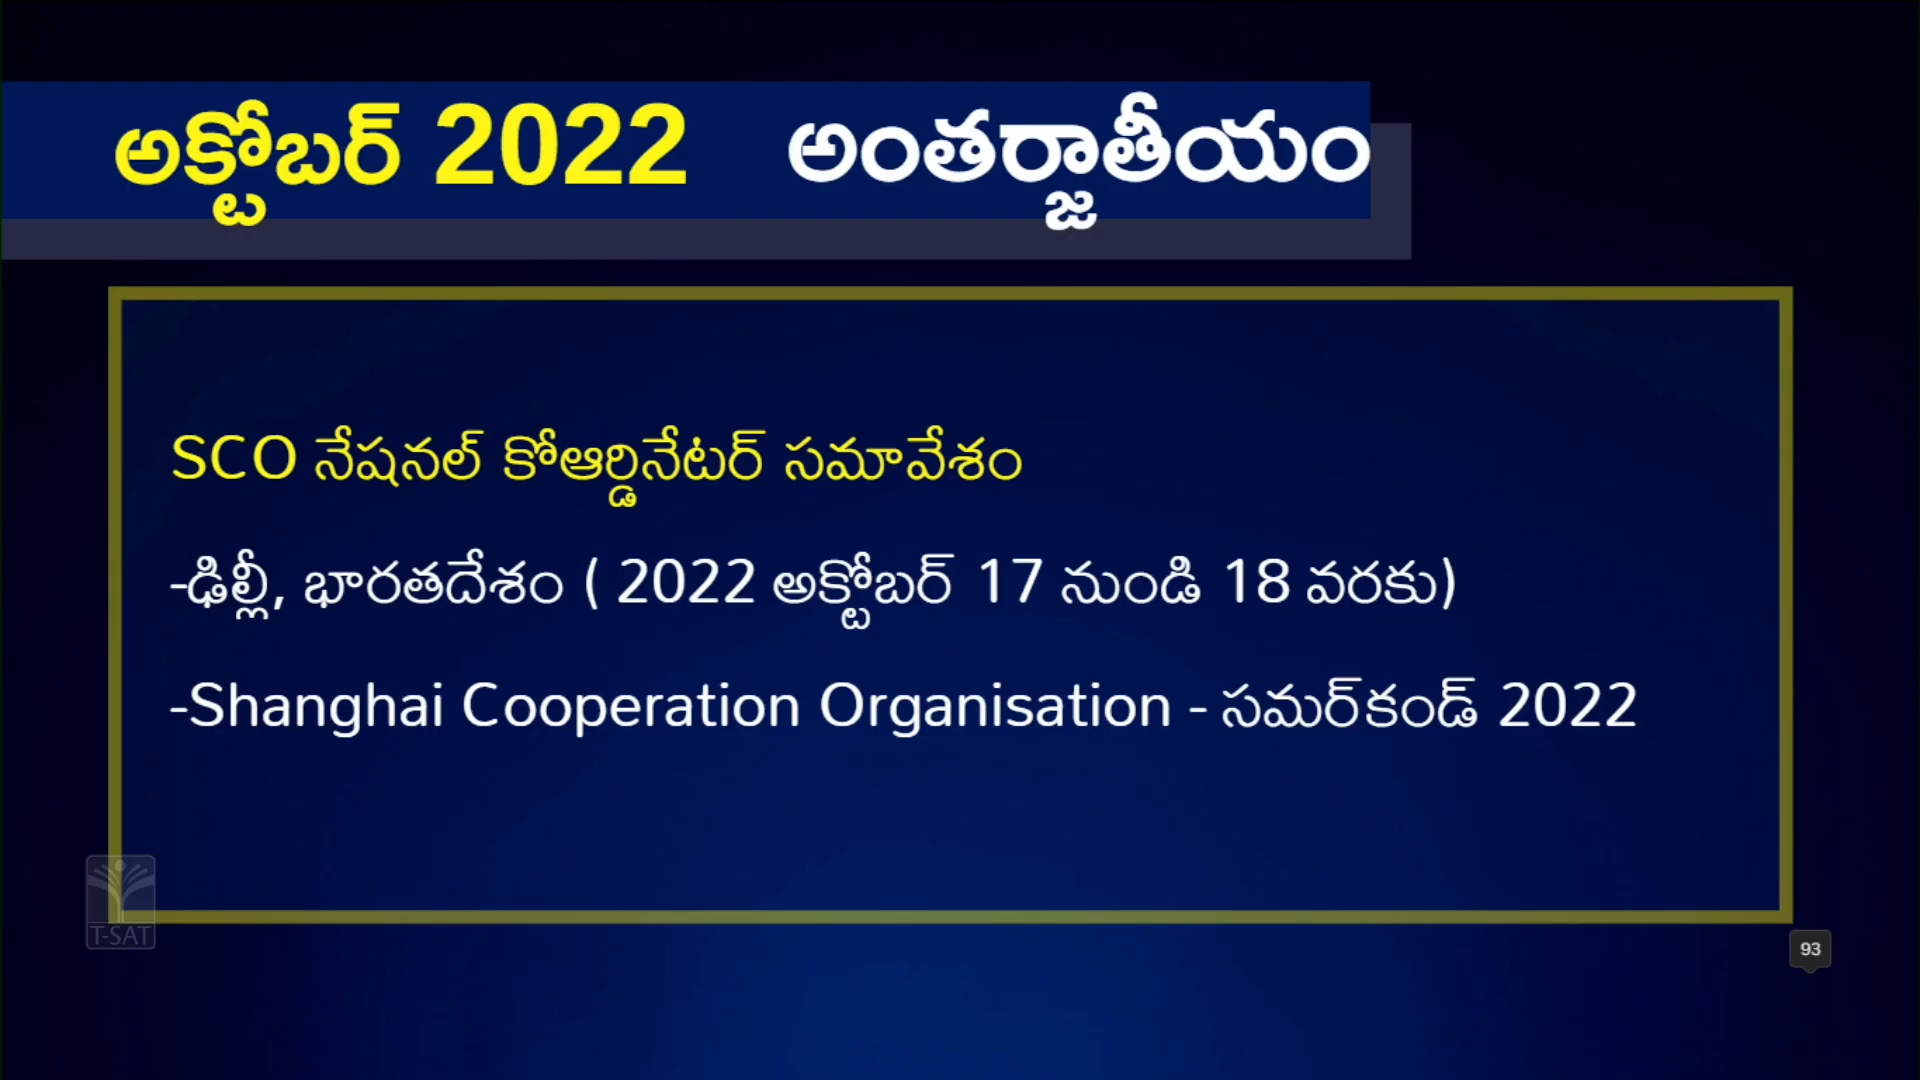 అక్టోబర్ 2022 అంతర్జాతీయం
SCO నేషనల్ కోఆర్డినేటర్ సమావేశం
-ఢిల్లీ, భారతదేశం ( 2022 అక్టోబర్ 17 నుండి 18 వరకు)
-Shanghai Cooperation Organisation - సమర్‌కండ్ 2022
T-SAT
93